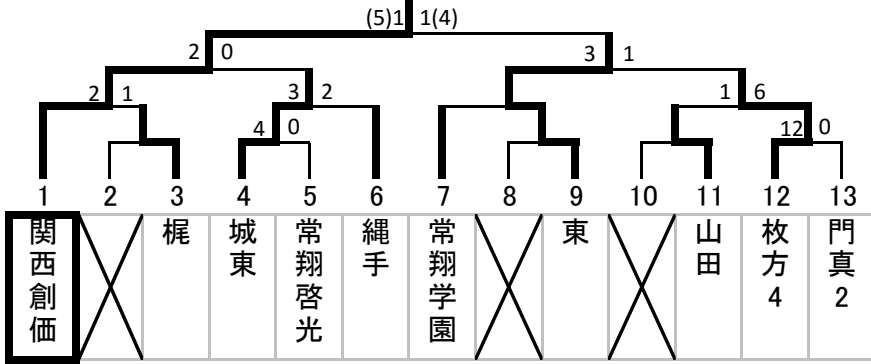 (5)1 1(4)
2 0
3 1
2 1
3 2
1 6
4 0
12 0
1 2 3 4 5 6 7 8 9 10 11 12 13
関西創価
梶
城東
常翔啓光
縄手
常翔学園
東
山田
枚方4
門真2